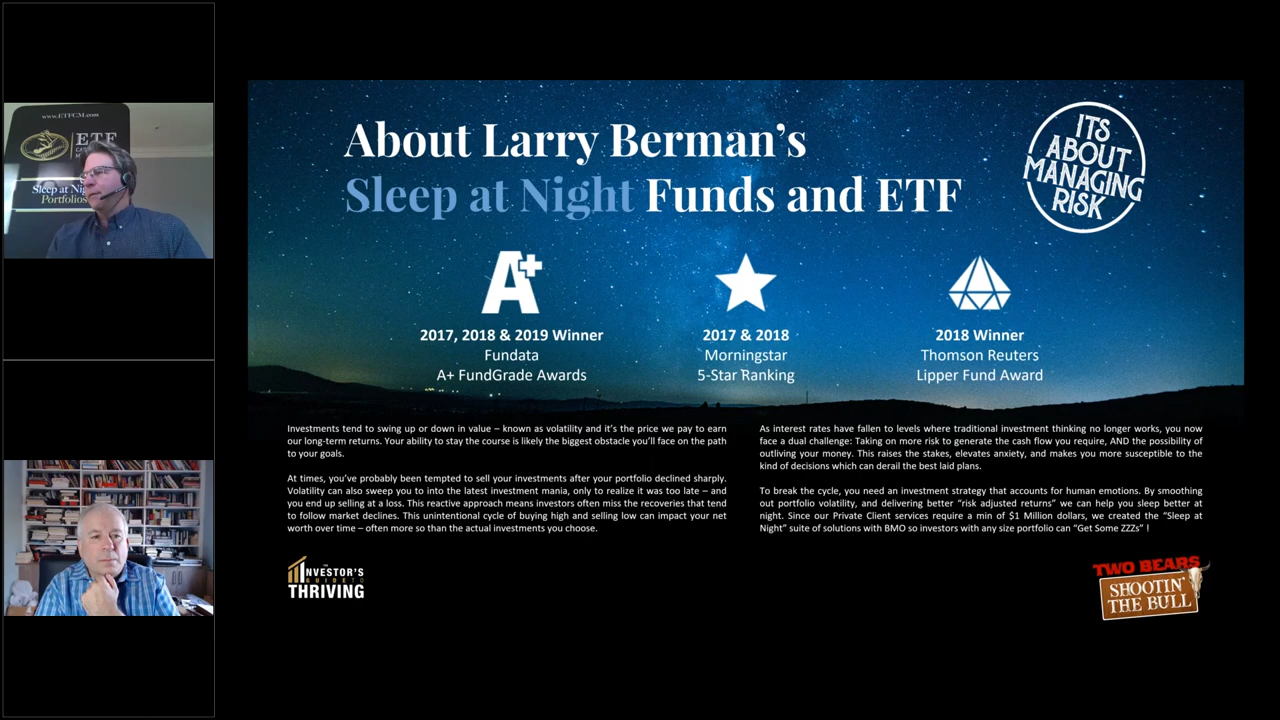 www.ETFCM.com
ETF
Sleep at Ni
Portfolios
About Larry Berman's
Sleep at Night Funds and ETF
ITS
ABOUT
MANAGING
RISK
A+
2017, 2018 & 2019 Winner
Fundata
A+ FundGrade Awards
2017 & 2018
Morningstar
5-Star Ranking
2018 Winner
Thomson Reuters
Lipper Fund Award
Investments tend to swing up or down in value – known as volatility and it's the price we pay to earn
our long-term returns. Your ability to stay the course is likely the biggest obstacle you'll face on the path
to your goals.
At times, you've probably been tempted to sell your investments after your portfolio declined sharply.
Volatility can also sweep you to into the latest investment mania, only to realize it was too late – and
you end up selling at a loss. This reactive approach means investors often miss the recoveries that tend
to follow market declines. This unintentional cycle of buying high and selling low can impact your net
worth over time – often more so than the actual investments you choose.
As interest rates have fallen to levels where traditional investment thinking no longer works, you now
face a dual challenge: Taking on more risk to generate the cash flow you require, AND the possibility of
outliving your money. This raises the stakes, elevates anxiety, and makes you more susceptible to the
kind of decisions which can derail the best laid plans.
To break the cycle, you need an investment strategy that accounts for human emotions. By smoothing
out portfolio volatility, and delivering better “risk adjusted returns” we can help you sleep better at
night. Since our Private Client services require a min of $1 Million dollars, we created the “Sleep at
Night” suite of solutions with BMO so investors with any size portfolio can “Get Some ZZZs” !
THE
INVESTOR'S
GUIDE TO
THRIVING
TWO BEARS
SHOOTIN'
THE BULL